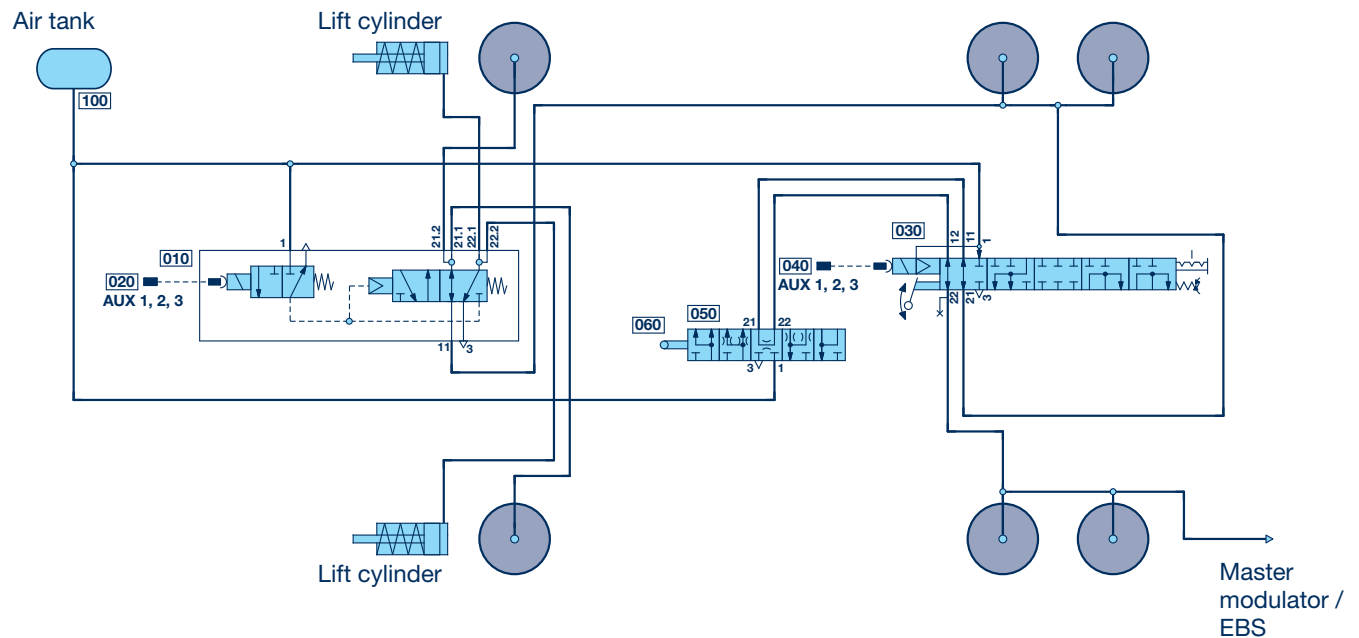 Air tank
Lift cylinder
100
1
21.2
21.1
22.1
22.2
010
020
AUX 1, 2, 3
11
3
030
12
11
1
040
AUX 1, 2, 3
22
21
3
I
050
060
21
22
3
1
Lift cylinder
Master
modulator /
EBS